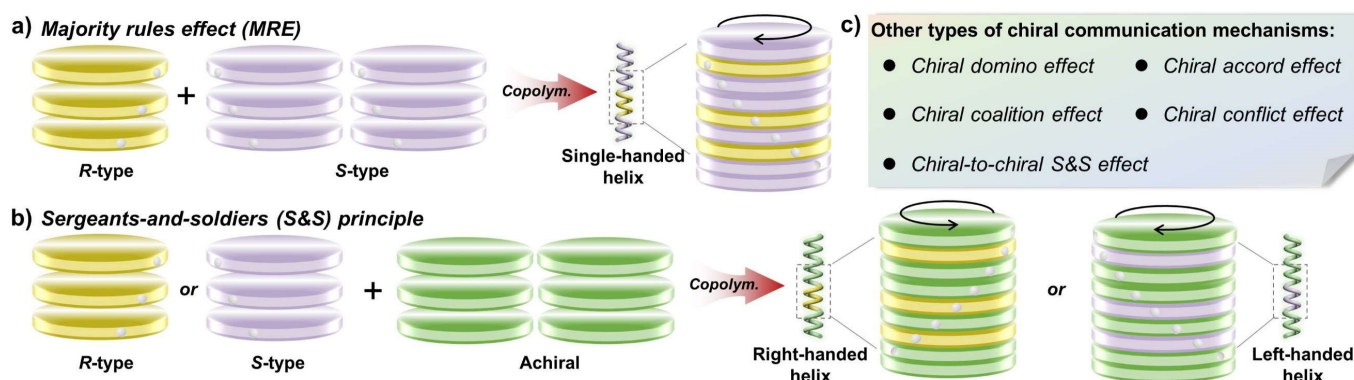 a) Majority rules effect (MRE)
R-type
+
S-type
Copolym.
Single-handed
helix
c) Other types of chiral communication mechanisms:
● Chiral domino effect
● Chiral accord effect
● Chiral coalition effect
● Chiral conflict effect
● Chiral-to-chiral S&S effect
b) Sergeants-and-soldiers (S&S) principle
R-type
or
S-type
+
Achiral
Copolym.
Right-handed
helix
or
Left-handed
helix